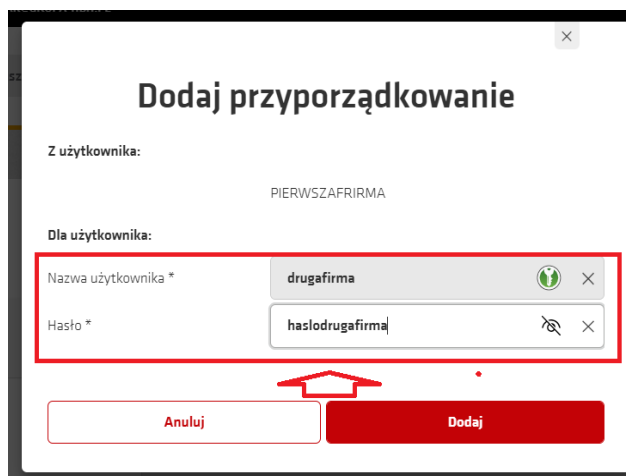 Dodaj przyporządkowanie
Z użytkownika:
PIERWSZAFRIRMA
Dla użytkownika:
Nazwa użytkownika * drugafirma
Hasło * haslodrugafirma
Anuluj Dodaj